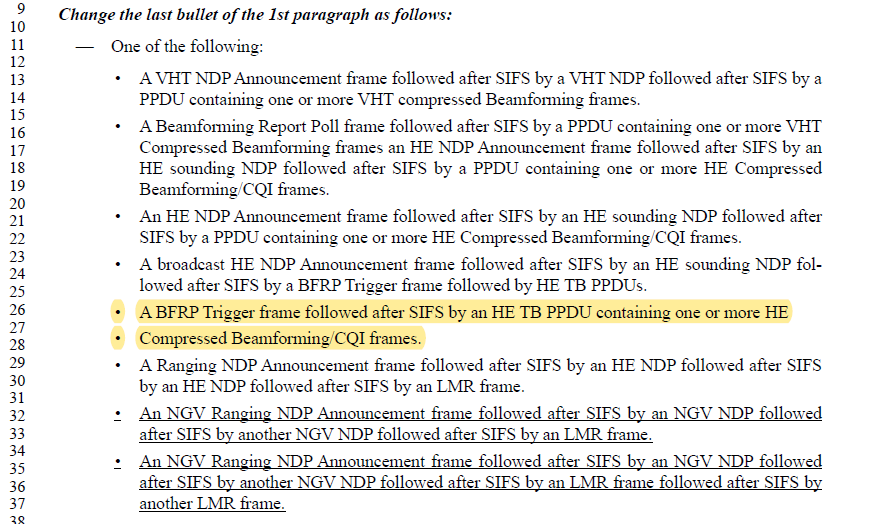 9 Change the last bullet of the 1st paragraph as follows:
10
11 — One of the following:
12
13 • A VHT NDP Announcement frame followed after SIFS by a VHT NDP followed after SIFS by a
14 PPDU containing one or more VHT compressed Beamforming frames.
15
16 • A Beamforming Report Poll frame followed after SIFS by a PPDU containing one or more VHT
17 Compressed Beamforming frames an HE NDP Announcement frame followed after SIFS by an
18 HE sounding NDP followed after SIFS by a PPDU containing one or more HE Compressed
19 Beamforming/CQI frames.
20
21 • An HE NDP Announcement frame followed after SIFS by an HE sounding NDP followed after
22 SIFS by a PPDU containing one or more HE Compressed Beamforming/CQI frames.
23
24 • A broadcast HE NDP Announcement frame followed after SIFS by an HE sounding NDP fol-
25 lowed after SIFS by a BFRP Trigger frame followed by HE TB PPDUs.
26 • A BFRP Trigger frame followed after SIFS by an HE TB PPDU containing one or more HE
27
28 • Compressed Beamforming/CQI frames.
29 • A Ranging NDP Announcement frame followed after SIFS by an HE NDP followed after SIFS
30 by an HE NDP followed after SIFS by an LMR frame.
31
32 • An NGV Ranging NDP Announcement frame followed after SIFS by an NGV NDP followed
33 after SIFS by another NGV NDP followed after SIFS by an LMR frame.
34
35 • An NGV Ranging NDP Announcement frame followed after SIFS by an NGV NDP followed
36 after SIFS by another NGV NDP followed after SIFS by an LMR frame followed after SIFS by
37 another LMR frame.
38